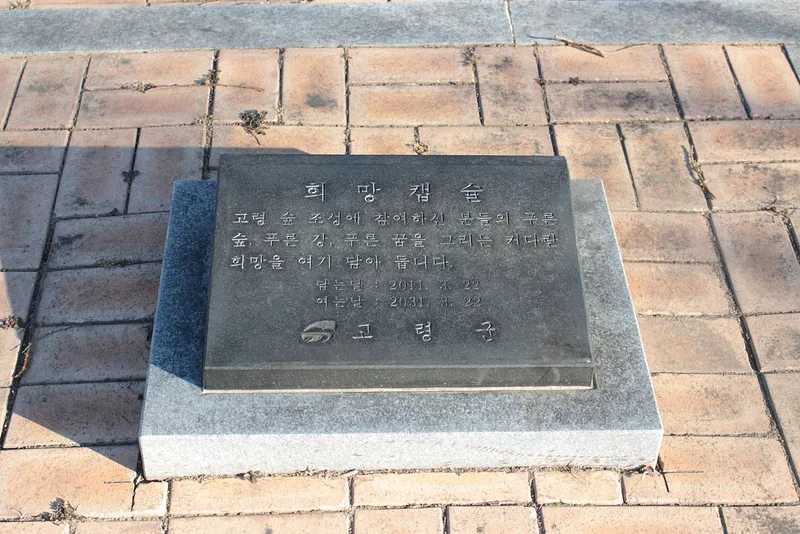 희 망 캡 슐
고령 숲 조성에 참여하신 분들의 푸른
숲, 푸른 강, 푸른 꿈을 그리는 커다란
희망을 여기 담아 둡니다.
담는날 : 2011. 3. 22
여는날 : 2031. 3. 22
고 령 군